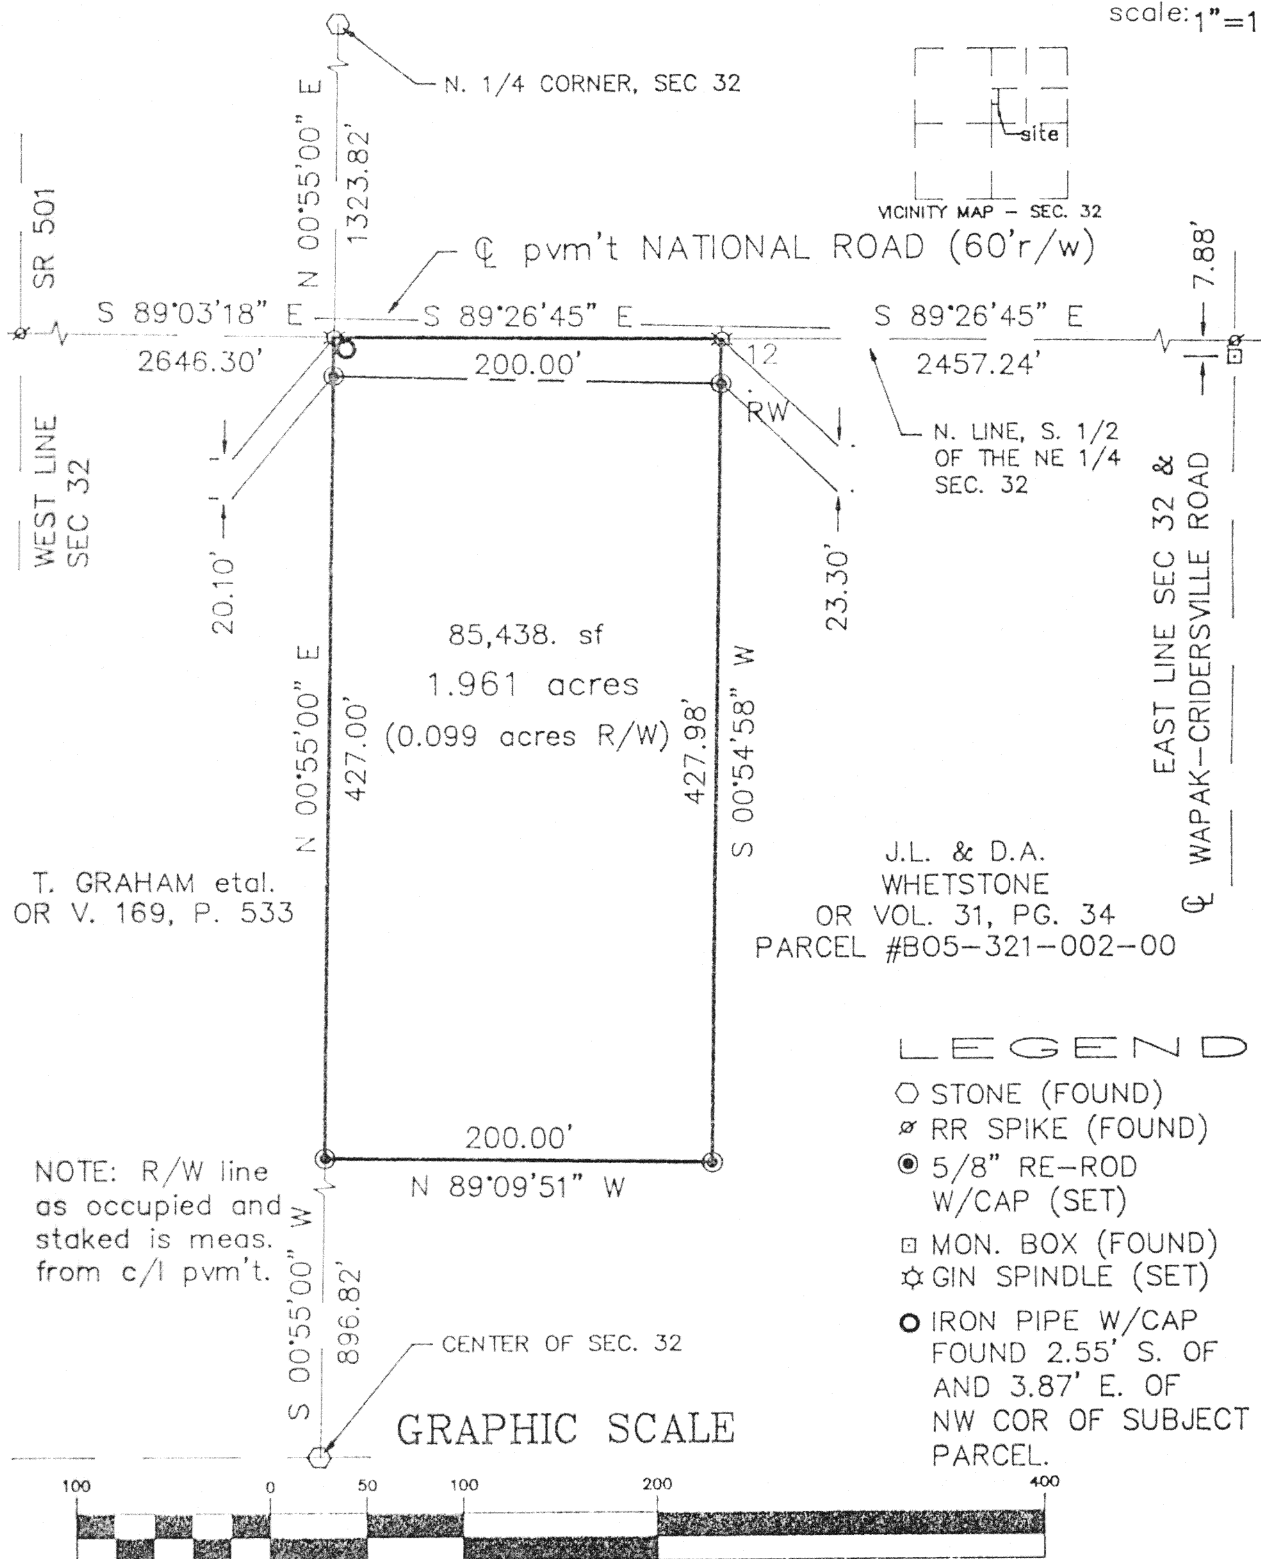 scale: 1"=1
N. 1/4 CORNER, SEC 32
site
VICINITY MAP - SEC. 32
N 00°55'00" E
1323.82'
SR 501
℄ pvm't NATIONAL ROAD (60'r/w)
7.88'
S 89°03'18" E
S 89°26'45" E
S 89°26'45" E
2646.30'
200.00'
12
2457.24'
RW
N. LINE, S. 1/2
OF THE NE 1/4
SEC. 32
WEST LINE
SEC 32
20.10'
23.30'
EAST LINE SEC 32 &
℄ WAPAK-CRIDERSVILLE ROAD
85,438. sf
1.961 acres
(0.099 acres R/W)
N 00°55'00" E
427.00'
427.98'
S 00°54'58" W
T. GRAHAM etal.
OR V. 169, P. 533
J.L. & D.A.
WHETSTONE
OR VOL. 31, PG. 34
PARCEL #B05-321-002-00
200.00'
N 89°09'51" W
NOTE: R/W line
as occupied and
staked is meas.
from c/l pvm't.
S 00°55'00" W
896.82'
CENTER OF SEC. 32
LEGEND
STONE (FOUND)
RR SPIKE (FOUND)
5/8" RE-ROD
W/CAP (SET)
MON. BOX (FOUND)
GIN SPINDLE (SET)
IRON PIPE W/CAP
FOUND 2.55' S. OF
AND 3.87' E. OF
NW COR OF SUBJECT
PARCEL.
GRAPHIC SCALE
100 0 50 100 200 400